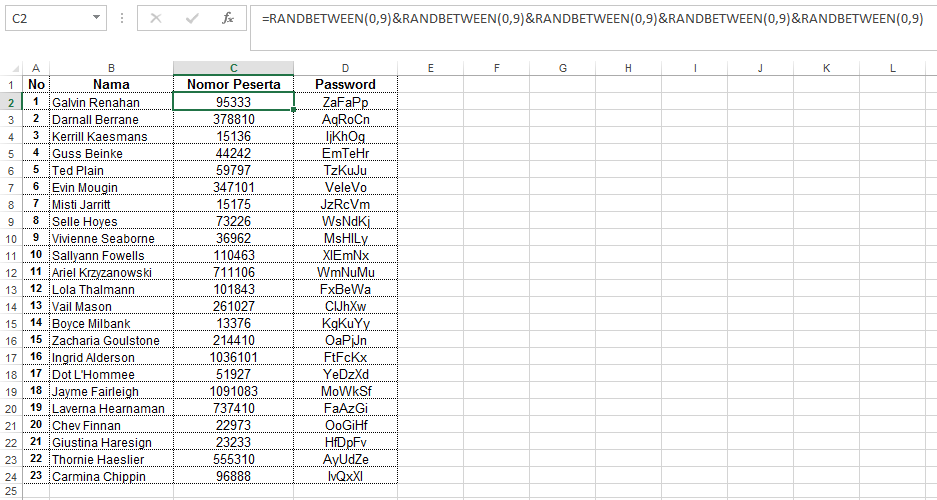 C2 fx =RANDBETWEEN(0,9)&RANDBETWEEN(0,9)&RANDBETWEEN(0,9)&RANDBETWEEN(0,9)&RANDBETWEEN(0,9)
A B C D E F G H I J K L
1 No Nama Nomor Peserta Password
2 1 Galvin Renahan 95333 ZaFaPp
3 2 Darnall Berrane 378810 AqRoCn
4 3 Kerrill Kaesmans 15136 IjKhOg
5 4 Guss Beinke 44242 EmTeHr
6 5 Ted Plain 59797 TzKuJu
7 6 Evin Mougin 347101 VeIeVo
8 7 Misti Jarritt 15175 JzRcVm
9 8 Selle Hoyes 73226 WsNdKj
10 9 Vivienne Seaborne 36962 MsHlLy
11 10 Sallyann Fowells 110463 XlEmNx
12 11 Ariel Krzyzanowski 711106 WmNuMu
13 12 Lola Thalmann 101843 FxBeWa
14 13 Vail Mason 261027 ClJhXw
15 14 Boyce Milbank 13376 KqKuYy
16 15 Zacharia Goulstone 214410 OaPjJn
17 16 Ingrid Alderson 1036101 FtFcKx
18 17 Dot L'Hommee 51927 YeDzXd
19 18 Jayme Fairleigh 1091083 MoWkSf
20 19 Laverna Hearnaman 737410 FaAzGi
21 20 Chev Finnan 22973 OoGiHf
22 21 Giustina Haresign 23233 HfDpFv
23 22 Thornie Haeslier 555310 AyUdZe
24 23 Carmina Chippin 96888 IvQxXl
25